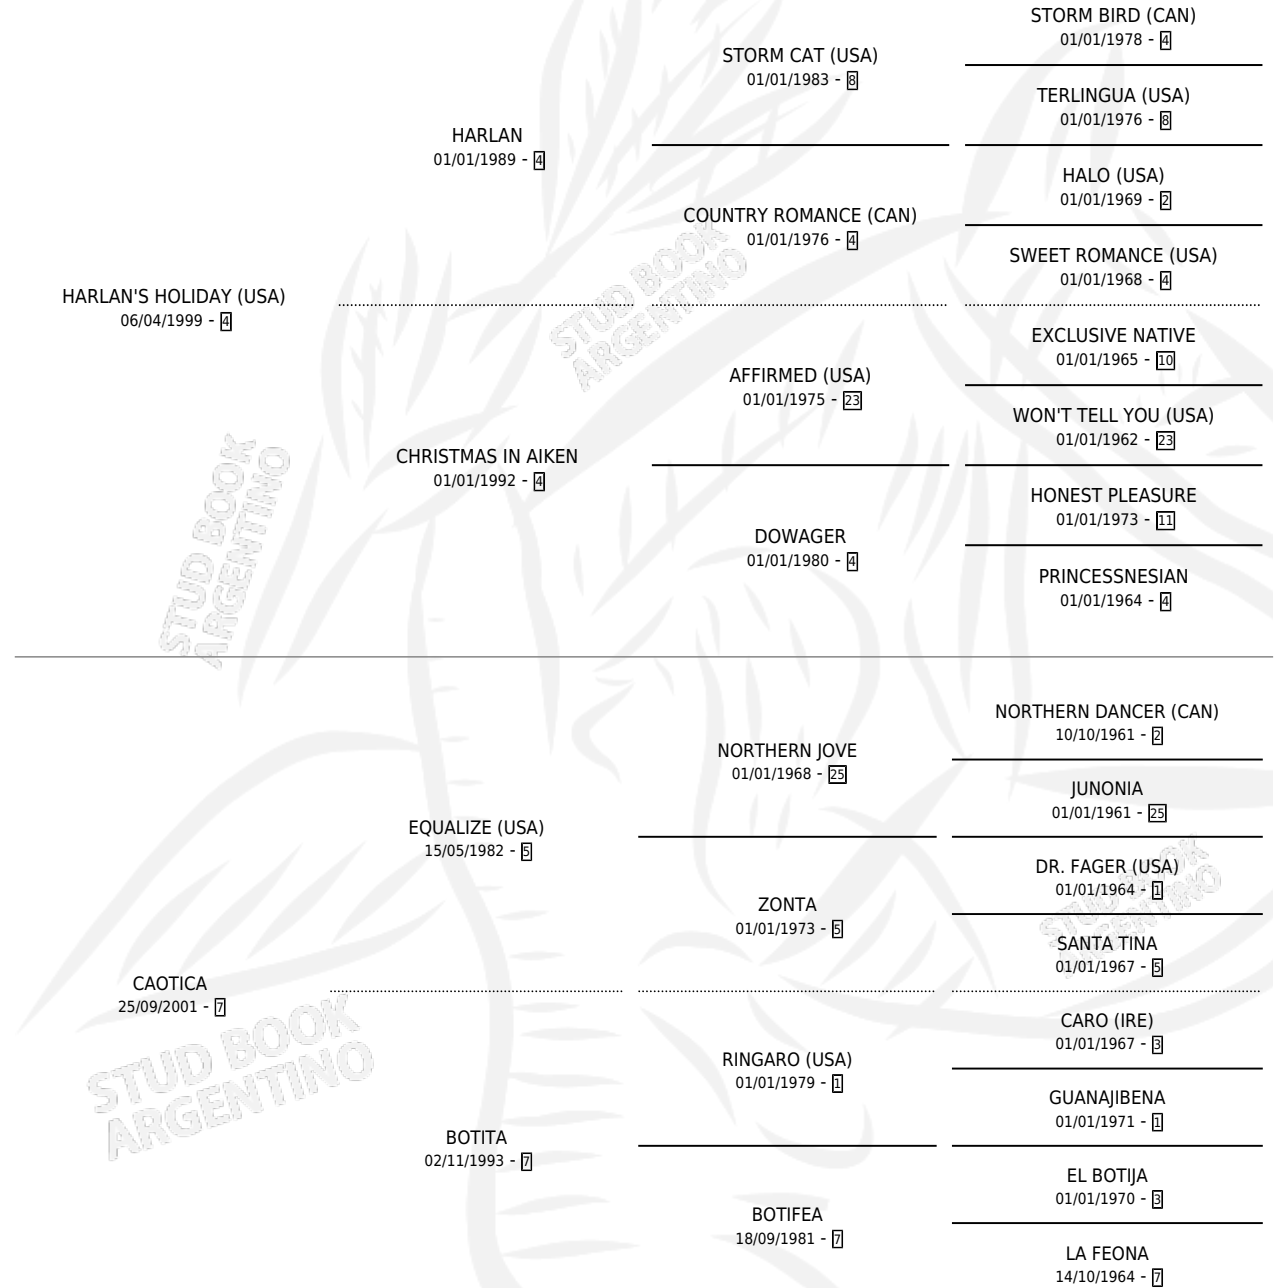 STORM BIRD (CAN)
01/01/1978 - 4
STORM CAT (USA)
01/01/1983 - 8
TERLINGUA (USA)
01/01/1976 - 8
HARLAN
01/01/1989 - 4
HALO (USA)
01/01/1969 - 2
COUNTRY ROMANCE (CAN)
01/01/1976 - 4
SWEET ROMANCE (USA)
01/01/1968 - 4
HARLAN'S HOLIDAY (USA)
06/04/1999 - 4
EXCLUSIVE NATIVE
01/01/1965 - 10
AFFIRMED (USA)
01/01/1975 - 23
WON'T TELL YOU (USA)
01/01/1962 - 23
CHRISTMAS IN AIKEN
01/01/1992 - 4
HONEST PLEASURE
01/01/1973 - 11
DOWAGER
01/01/1980 - 4
PRINCESSNESIAN
01/01/1964 - 4
NORTHERN DANCER (CAN)
10/10/1961 - 2
NORTHERN JOVE
01/01/1968 - 25
JUNONIA
01/01/1961 - 25
EQUALIZE (USA)
15/05/1982 - 5
DR. FAGER (USA)
01/01/1964 - 1
ZONTA
01/01/1973 - 5
SANTA TINA
01/01/1967 - 5
CAOTICA
25/09/2001 - 7
CARO (IRE)
01/01/1967 - 3
RINGARO (USA)
01/01/1979 - 1
GUANAJIBENA
01/01/1971 - 1
BOTITA
02/11/1993 - 7
EL BOTIJA
01/01/1970 - 3
BOTIFEA
18/09/1981 - 7
LA FEONA
14/10/1964 - 7
STUD BOOK
ARGENTINO
STUD BOOK
ARGENTINO
STUD BOOK
ARGENTINO
STUD BOOK
ARGENTINO